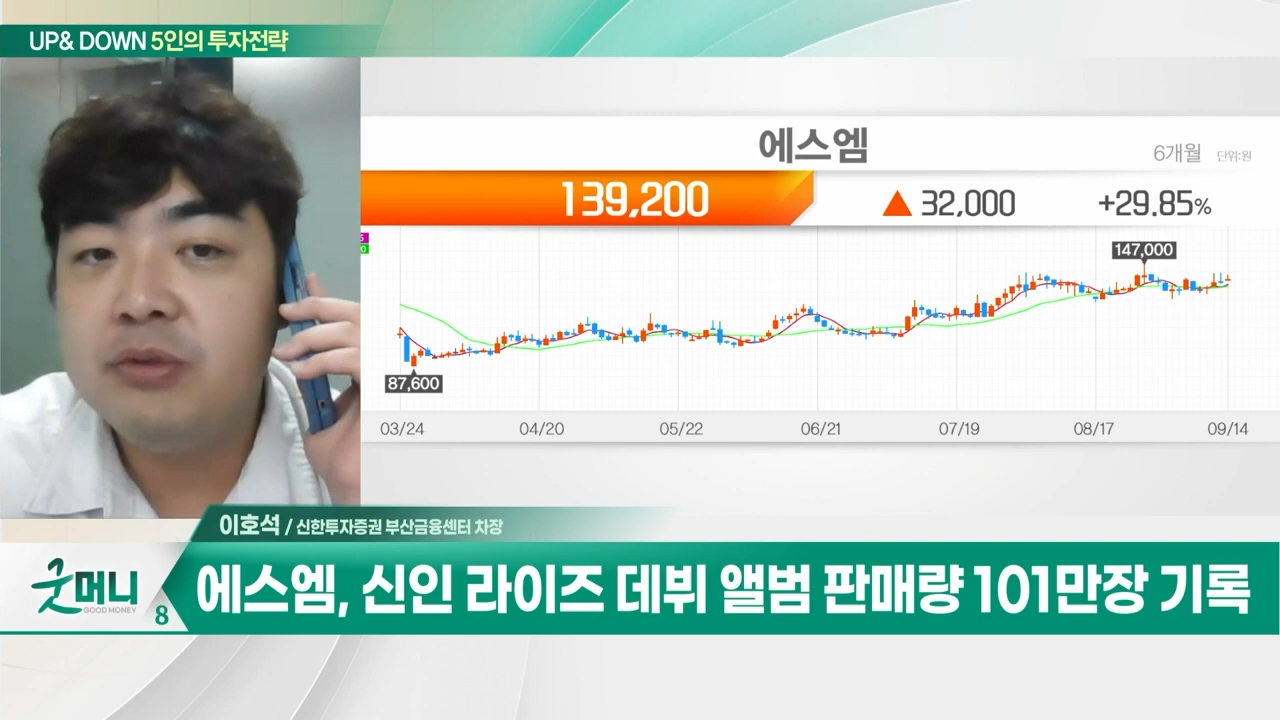 UP& DOWN 5인의 투자전략
에스엠
6개월 단위:원
139,200 ▲ 32,000 +29.85%
147,000
87,600
03/24 04/20 05/22 06/21 07/19 08/17 09/14
이호석 / 신한투자증권 부산금융센터 차장
에스엠, 신인 라이즈 데뷔 앨범 판매량 101만장 기록
굿머니
GOOD MONEY
8